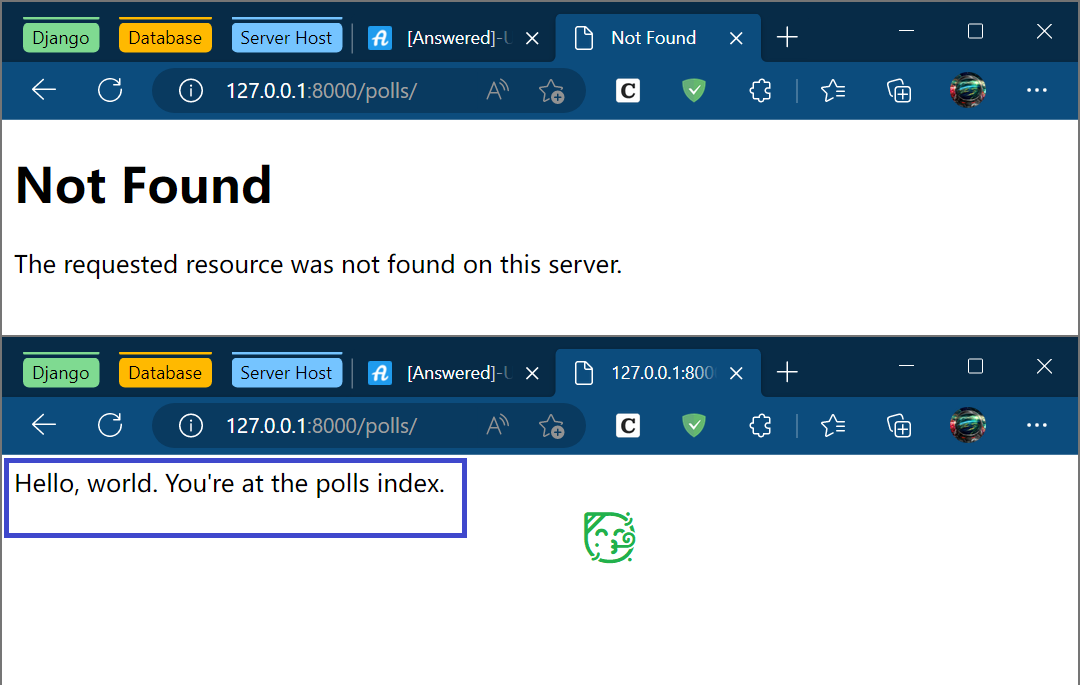 Django Database Server Host [Answered]-U Not Found
127.0.0.1:8000/polls/
Not Found
The requested resource was not found on this server.
Django Database Server Host [Answered]-U 127.0.0.1:800
127.0.0.1:8000/polls/
Hello, world. You're at the polls index.